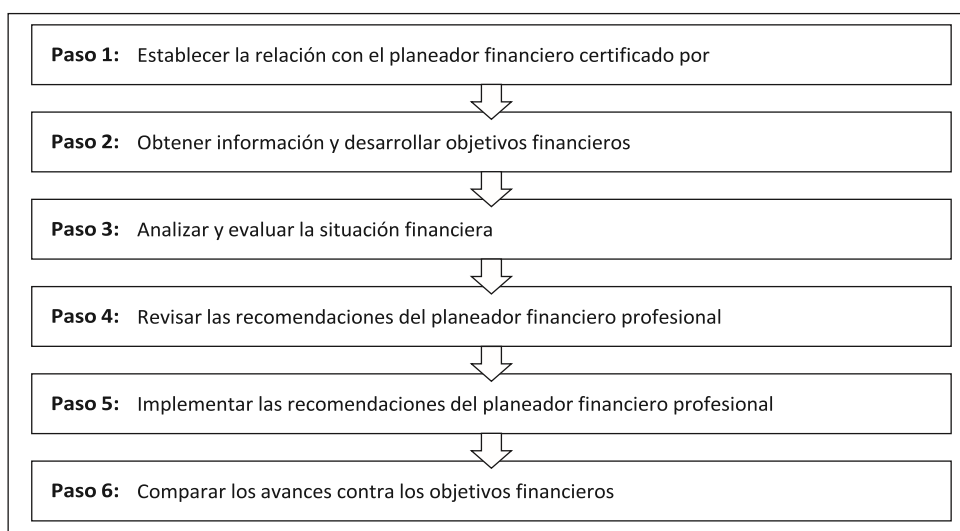 Paso 1: Establecer la relación con el planeador financiero certificado por
Paso 2: Obtener información y desarrollar objetivos financieros
Paso 3: Analizar y evaluar la situación financiera
Paso 4: Revisar las recomendaciones del planeador financiero profesional
Paso 5: Implementar las recomendaciones del planeador financiero profesional
Paso 6: Comparar los avances contra los objetivos financieros